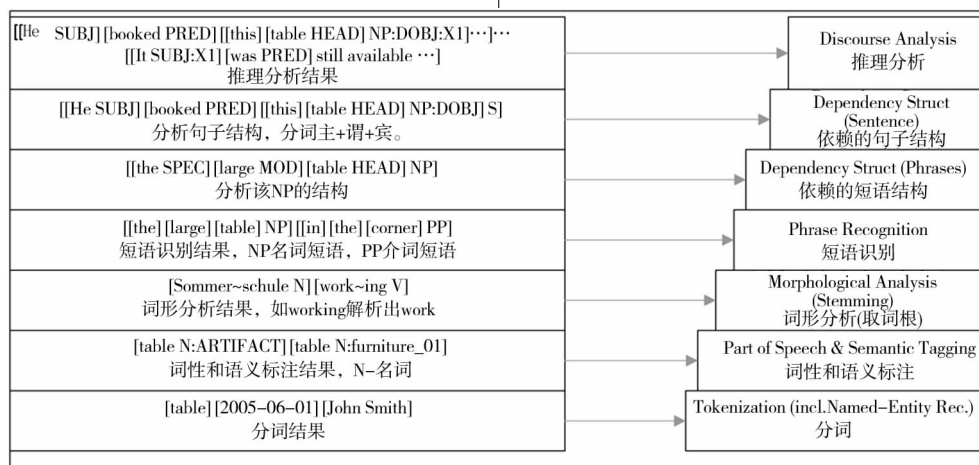 [[He SUBJ] [booked PRED] [[this] [table HEAD] NP:DOBJ:X1]…]…
[[It SUBJ:X1] [was PRED] still available …]
推理分析结果
Discourse Analysis
推理分析
[[He SUBJ] [booked PRED] [[this] [table HEAD] NP:DOBJ] S]
分析句子结构，分词主+谓+宾。
Dependency Struct
(Sentence)
依赖的句子结构
[[the SPEC] [large MOD] [table HEAD] NP]
分析该NP的结构
Dependency Struct (Phrases)
依赖的短语结构
[[the] [large] [table] NP] [[in] [the] [corner] PP]
短语识别结果，NP名词短语，PP介词短语
Phrase Recognition
短语识别
[Sommer~schule N] [work~ing V]
词形分析结果，如working解析出work
Morphological Analysis
(Stemming)
词形分析(取词根)
[table N:ARTIFACT] [table N:furniture_01]
词性和语义标注结果，N-名词
Part of Speech & Semantic Tagging
词性和语义标注
[table] [2005-06-01] [John Smith]
分词结果
Tokenization (incl.Named-Entity Rec.)
分词